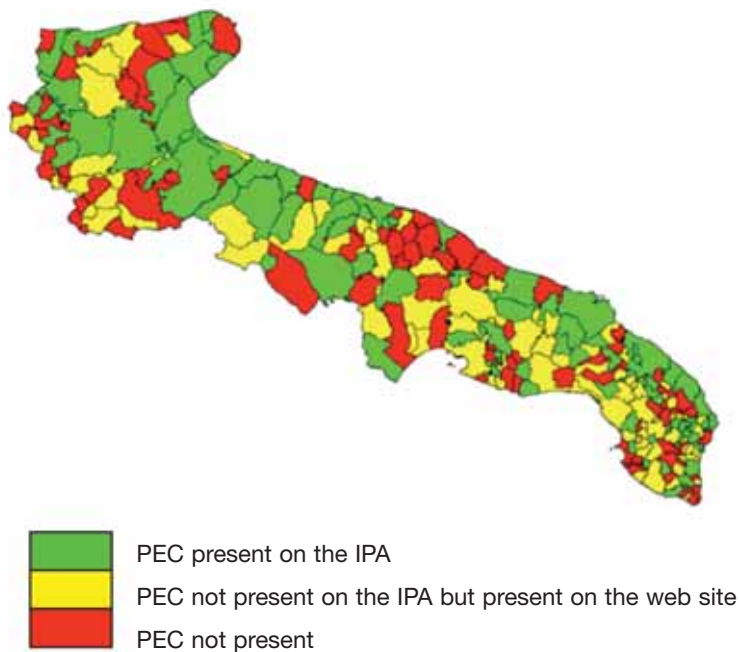 PEC present on the IPA
PEC not present on the IPA but present on the web site
PEC not present